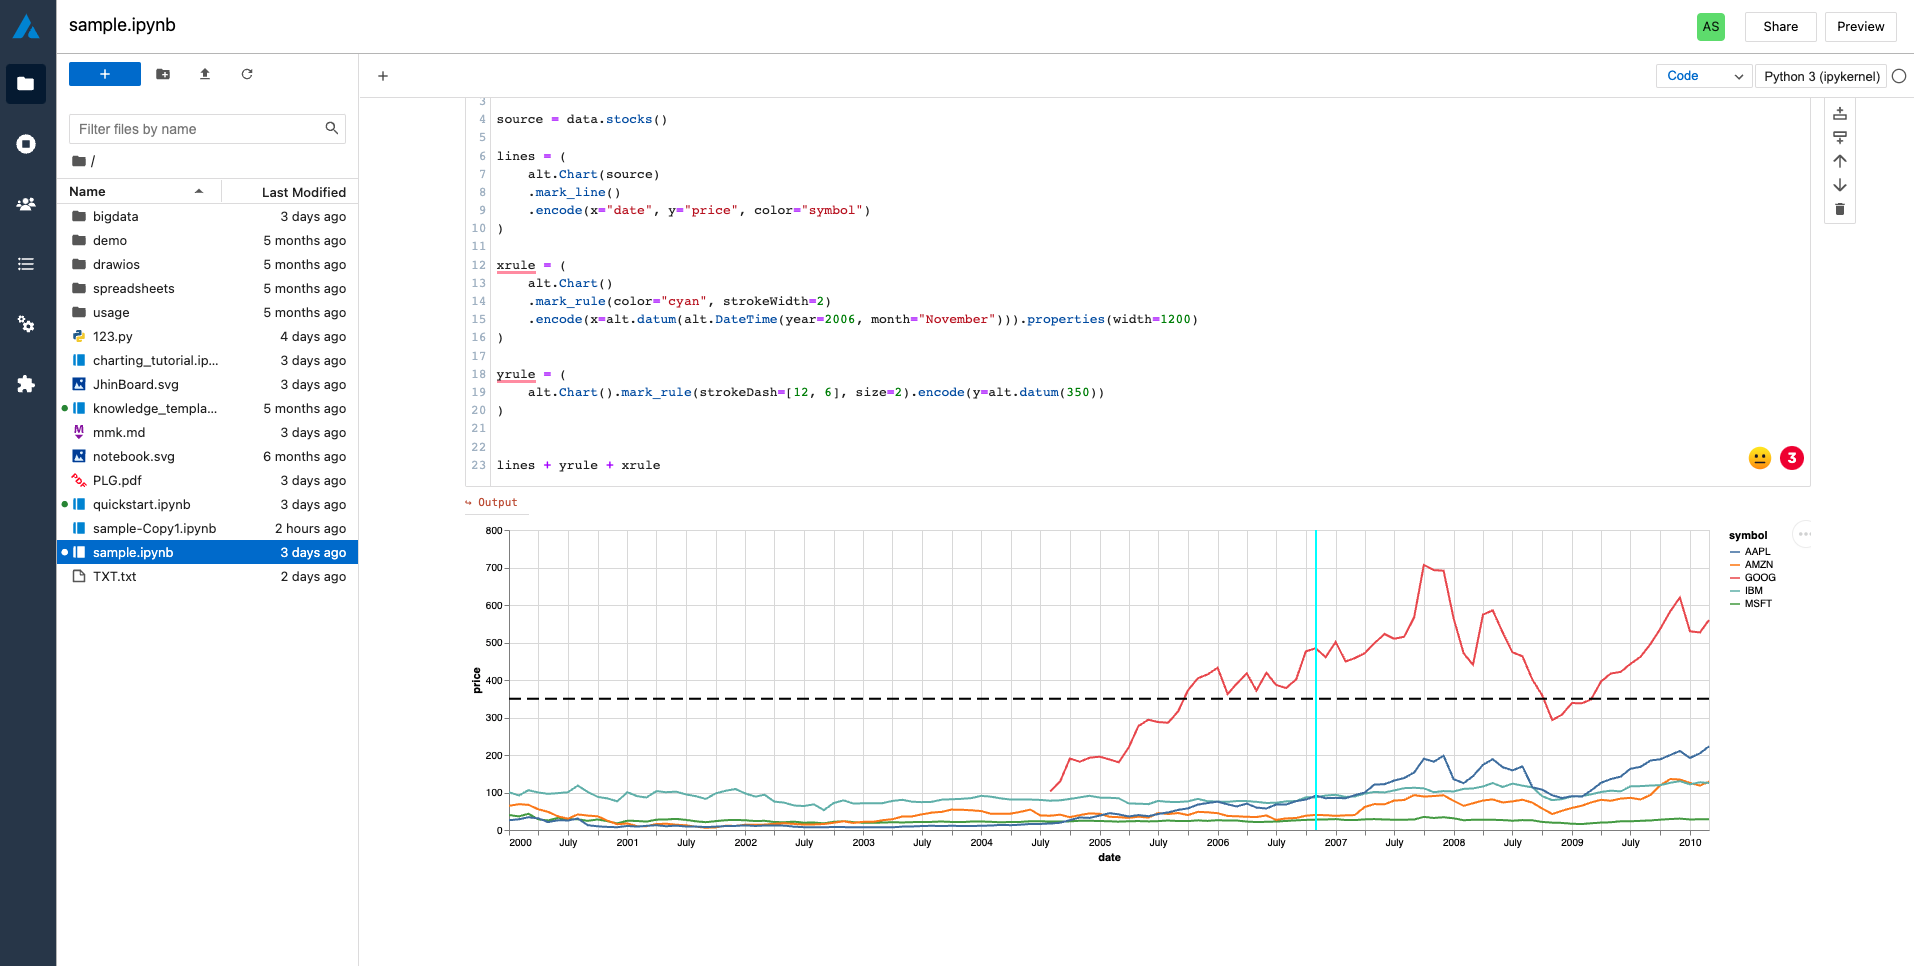 sample.ipynb
AS
Share
Preview
+
+
Code
Python 3 (ipykernel)
Filter files by name
/
Name
Last Modified
bigdata 3 days ago
demo 5 months ago
drawios 5 months ago
spreadsheets 5 months ago
usage 5 months ago
123.py 4 days ago
charting_tutorial.ip... 3 days ago
JhinBoard.svg 3 days ago
knowledge_templa... 5 months ago
M mmk.md 3 days ago
notebook.svg 6 months ago
PDF PLG.pdf 3 days ago
quickstart.ipynb 3 days ago
sample-Copy1.ipynb 2 hours ago
sample.ipynb 3 days ago
TXT.txt 2 days ago
3
4 source = data.stocks()
5
6 lines = (
7     alt.Chart(source)
8     .mark_line()
9     .encode(x="date", y="price", color="symbol")
10 )
11
12 xrule = (
13     alt.Chart()
14     .mark_rule(color="cyan", strokeWidth=2)
15     .encode(x=alt.datum(alt.DateTime(year=2006, month="November"))).properties(width=1200)
16 )
17
18 yrule = (
19     alt.Chart().mark_rule(strokeDash=[12, 6], size=2).encode(y=alt.datum(350))
20 )
21
22
23 lines + yrule + xrule
3
↪ Output
800
700
600
500
400
300
200
100
0
price
2000 July 2001 July 2002 July 2003 July 2004 July 2005 July 2006 July 2007 July 2008 July 2009 July 2010
date
symbol
AAPL
AMZN
GOOG
IBM
MSFT